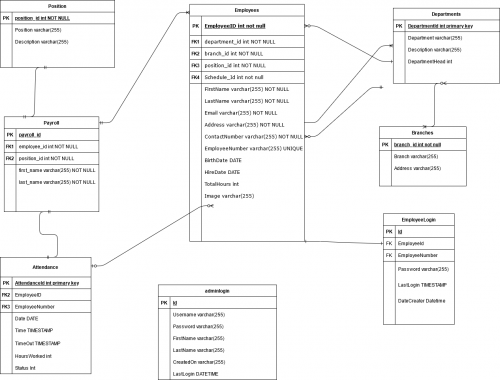 Position
PK position_id int NOT NULL
Position varchar(255)
Description varchar(255)
Employees
PK EmployeeID int not null
FK1 department_id int NOT NULL
FK2 branch_id int NOT NULL
FK3 position_id int NOT NULL
FK4 Schedule_id int not null
FirstName varchar(255) NOT NULL
LastName varchar(255) NOT NULL
Email varchar(255) NOT NULL
Address varchar(255) NOT NULL
ContactNumber varchar(255) NOT NULL
EmployeeNumber varchar(255) UNIQUE
BirthDate DATE
HireDate DATE
TotalHours int
Image varchar(255)
Departments
PK DepartmentId int primary key
Department varchar(255)
Description varchar(255)
DepartmentHead int
Payroll
PK payroll_id
FK1 employee_id int NOT NULL
FK2 position_id int NOT NULL
first_name varchar(255) NOT NULL
last_name varchar(255) NOT NULL
Branches
PK branch_id int not null
Branch varchar(255)
Address varchar(255)
EmployeeLogin
PK id
FK EmployeeId
FK EmployeeNumber
Password varchar(255)
LastLogin TIMESTAMP
DateCreator Datetime
Attendance
PK AttendanceId int primary key
FK2 EmployeeID
FK3 EmployeeNumber
Date DATE
Time TIMESTAMP
TimeOut TIMESTAMP
HoursWorked int
Status int
adminlogin
PK id
Username varchar(255)
Password varchar(255)
FirstName varchar(255)
LastName varchar(255)
CreatedOn varchar(255)
LastLogin DATETIME